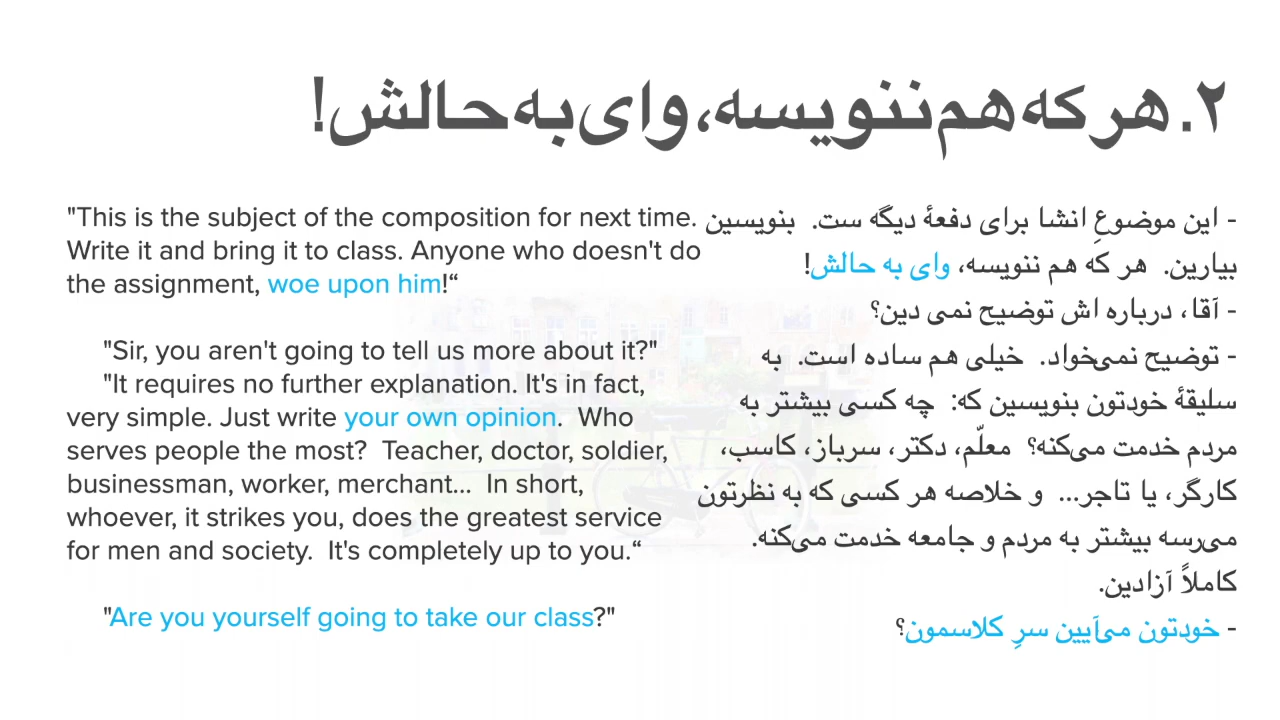 ۲. هر که هم ننویسه، وای به حالش!
"This is the subject of the composition for next time.
Write it and bring it to class. Anyone who doesn't do
the assignment, woe upon him!“
"Sir, you aren't going to tell us more about it?"
"It requires no further explanation. It's in fact,
very simple. Just write your own opinion.  Who
serves people the most?  Teacher, doctor, soldier,
businessman, worker, merchant...  In short,
whoever, it strikes you, does the greatest service
for men and society.  It's completely up to you.“
"Are you yourself going to take our class?"
- این موضوعِ انشا برای دفعهٔ دیگه ست.  بنویسین
بیارین.  هر که هم ننویسه، وای به حالش!
- آقا، درباره اش توضیح نمی دین؟
- توضیح نمی‌خواد.  خیلی هم ساده است.  به
سلیقهٔ خودتون بنویسین که:  چه کسی بیشتر به
مردم خدمت می‌کنه؟  معلّم، دکتر، سرباز، کاسب،
کارگر، یا تاجر...  و خلاصه هر کسی که به نظرتون
می‌رسه بیشتر به مردم و جامعه خدمت می‌کنه.
کاملاً آزادین.
- خودتون می‌آیین سرِ کلاسمون؟